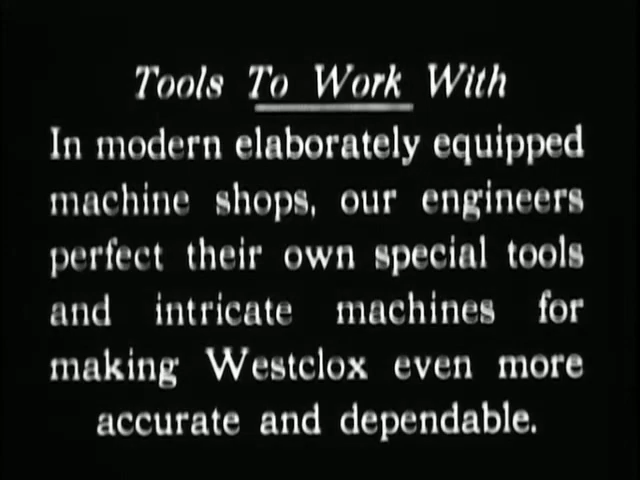 Tools To Work With
In modern elaborately equipped
machine shops, our engineers
perfect their own special tools
and intricate machines for
making Westclox even more
accurate and dependable.